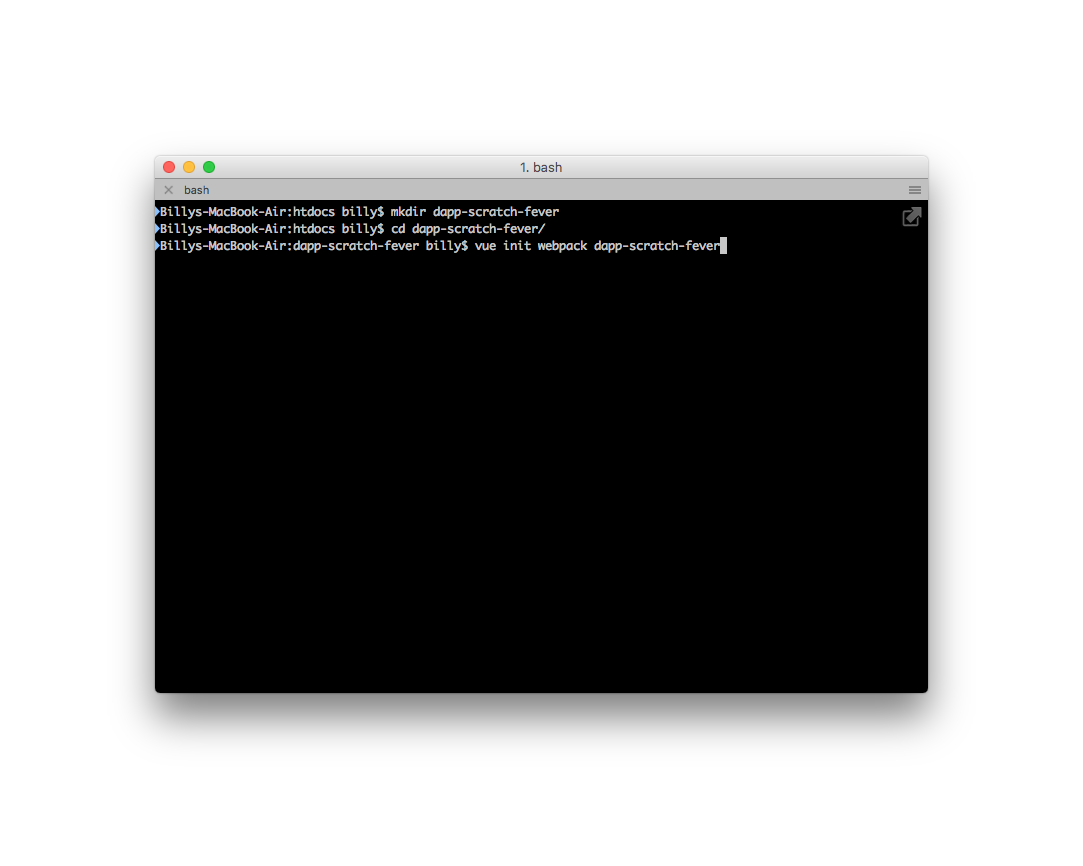 1. bash
bash
Billys-MacBook-Air:htdocs billy$ mkdir dapp-scratch-fever
Billys-MacBook-Air:htdocs billy$ cd dapp-scratch-fever/
Billys-MacBook-Air:dapp-scratch-fever billy$ vue init webpack dapp-scratch-fever